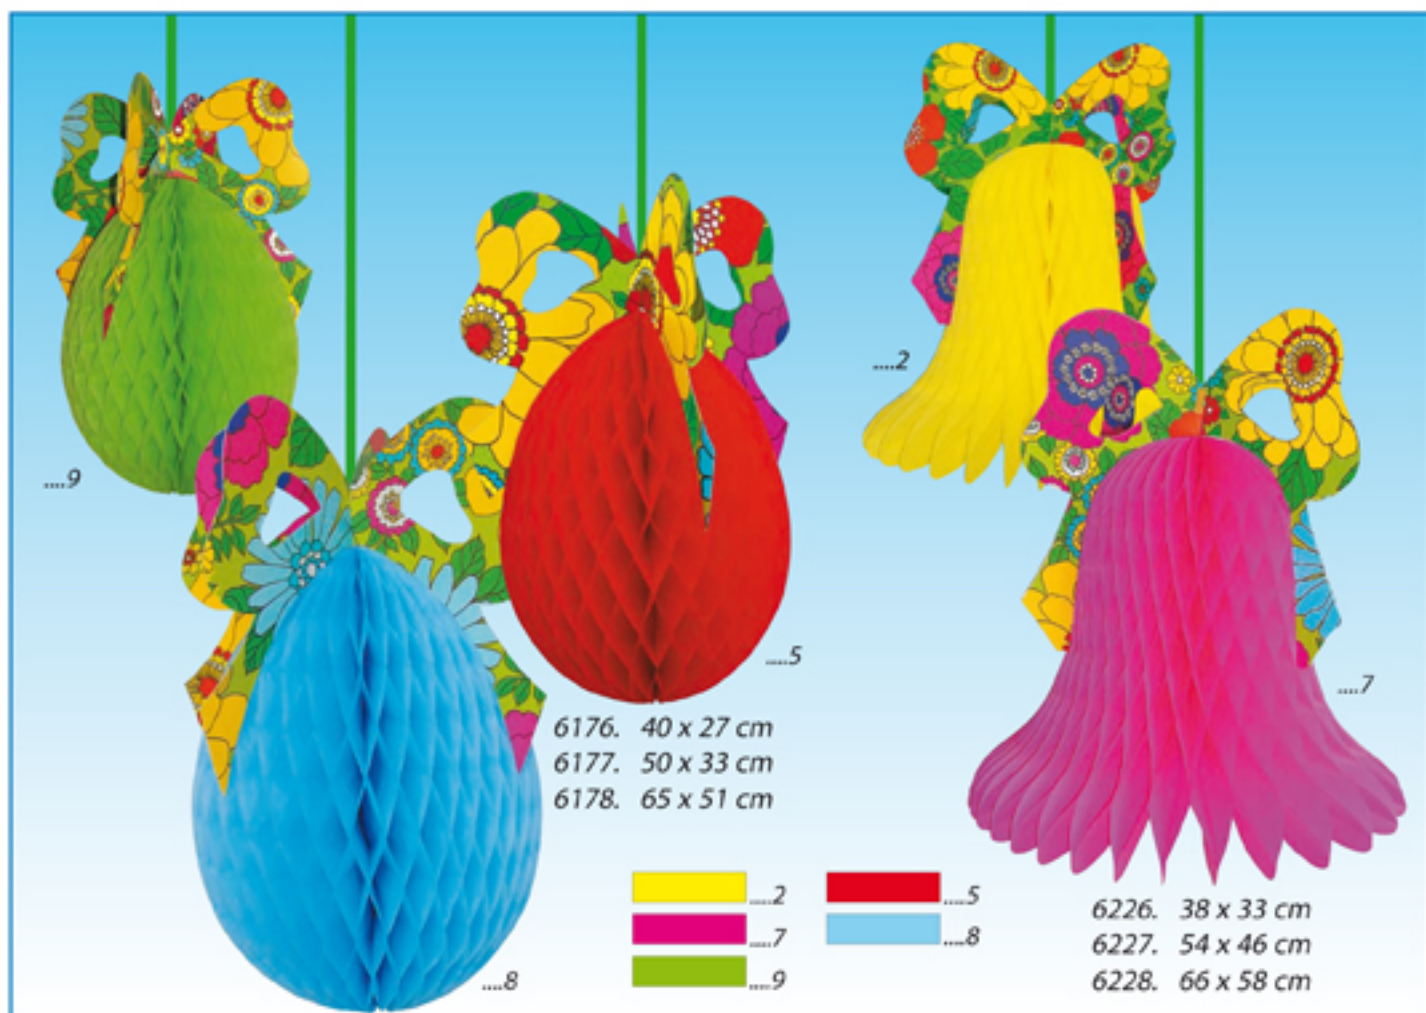 ....9
....2
....5
....7
6176. 40 x 27 cm
6177. 50 x 33 cm
6178. 65 x 51 cm
....8
....2
....5
....7
....8
....9
6226. 38 x 33 cm
6227. 54 x 46 cm
6228. 66 x 58 cm